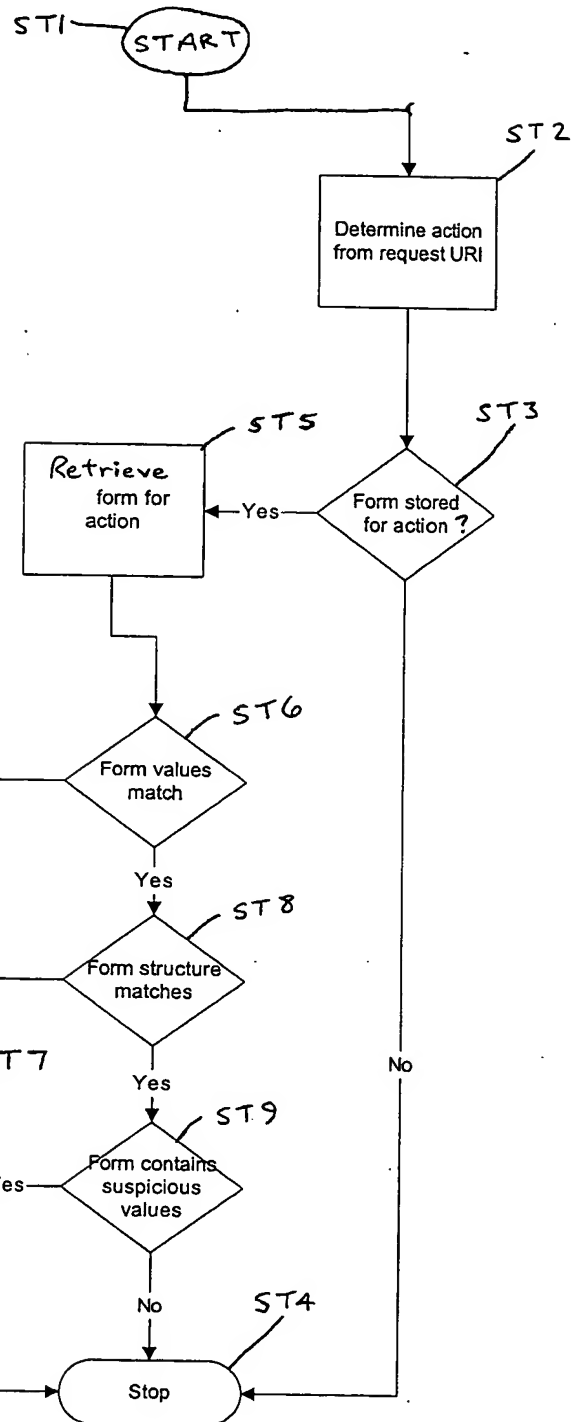 ST1
START
ST2
Determine action
from request URI
ST3
Form stored
for action ?
Yes
ST5
Retrieve
form for
action
ST6
Form values
match
Yes
ST8
Form structure
matches
T7
Yes
No
ST9
Form contains
suspicious
values
es
No
ST4
Stop